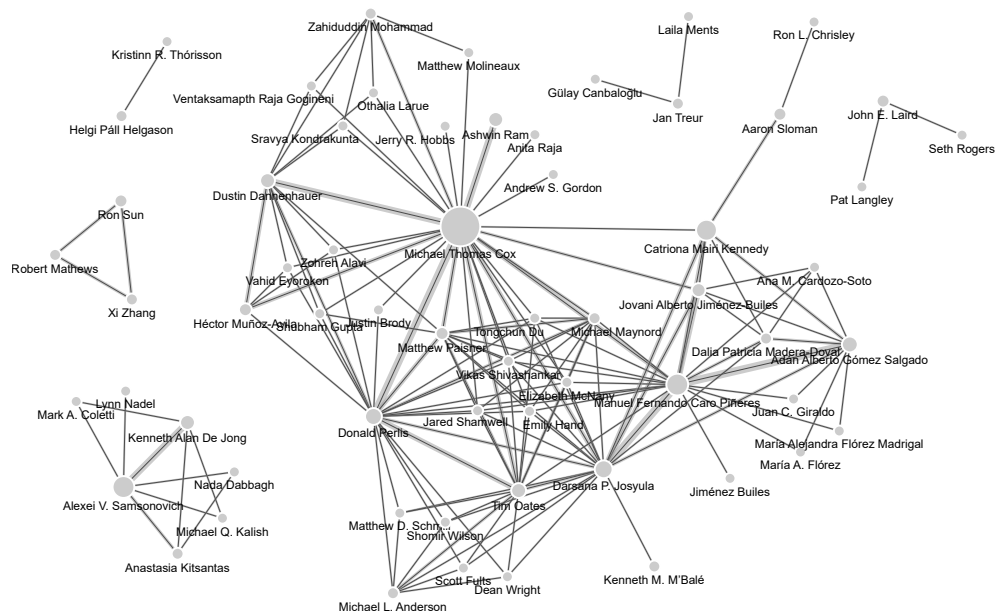 Laila Ments
Zahiduddin Mohammad
Ron L. Chrisley
Kristinn R. Thórisson
Matthew Molineaux
Gülay Canbaloğlu
Ventaksamapth Raja Gogineni
Othalia Larue
Jan Treur
John E. Laird
Helgi Páll Helgason
Aaron Sloman
Ashwin Ram
Sravya Kondrakunta
Jerry R. Hobbs
Anita Raja
Seth Rogers
Andrew S. Gordon
Dustin Dannenhauer
Pat Langley
Ron Sun
Catriona Mairi Kennedy
Michael Thomas Cox
Zohreh Alavi
Robert Mathews
Vahid Eyorokon
Ana M. Cardozo-Soto
Jovani Alberto Jiménez-Builes
Xi Zhang
Héctor Muñoz-Avila
Shubham Gupta
Justin Brody
Tongchun Du
Michael Maynord
Matthew Paisner
Dalia Patricia Madera-Doval
Adán Alberto Gómez Salgado
Vikas Shivashankar
Elizabeth McNany
Manuel Fernando Caro Piñeres
Lynn Nadel
Mark A. Coletti
Juan C. Giraldo
Kenneth Alan De Jong
Donald Perlis
Jared Shamwell
Emily Hand
María Alejandra Flórez Madrigal
María A. Flórez
Nada Dabbagh
Darsana P. Josyula
Jiménez Builes
Alexei V. Samsonovich
Tim Oates
Matthew D.
Michael Q. Kalish
Shomir Wilson
Anastasia Kitsantas
Scott Fults
Kenneth M. M'Balé
Dean Wright
Michael L. Anderson